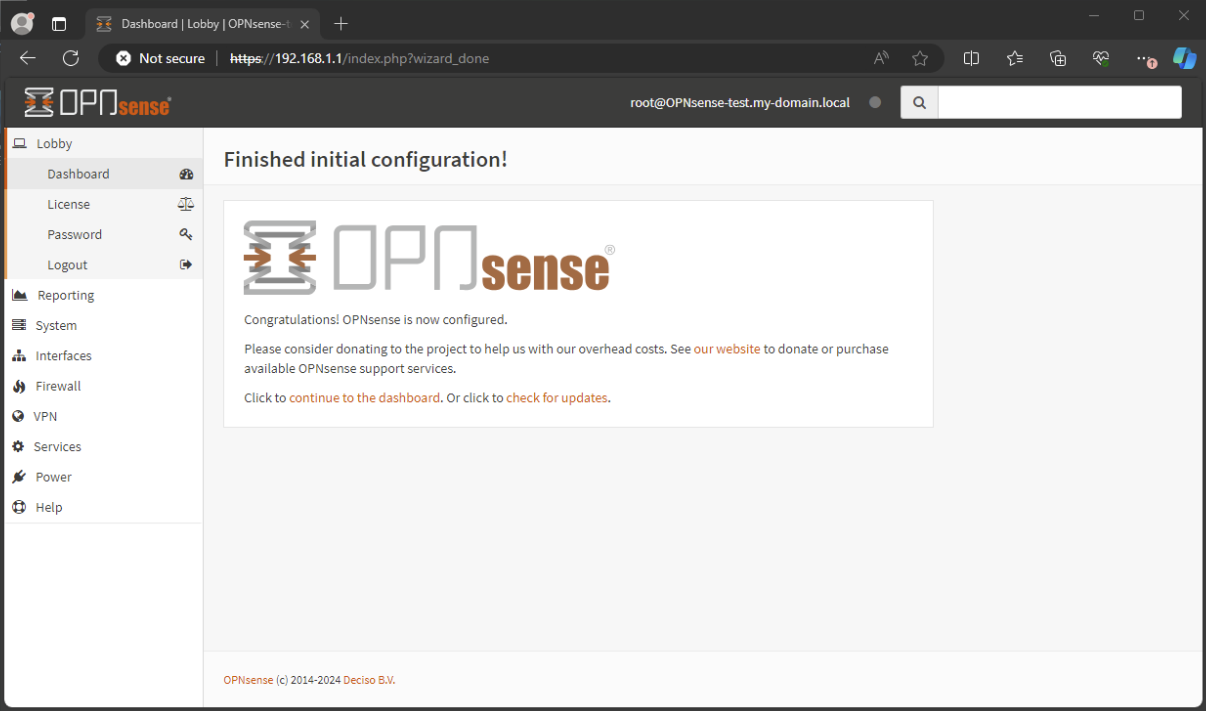 Dashboard | Lobby | OPNsense-t
Not secure
https://192.168.1.1/index.php?wizard_done
OPNsense®
root@OPNsense-test.my-domain.local
Lobby
Dashboard
License
Password
Logout
Reporting
System
Interfaces
Firewall
VPN
Services
Power
Help
Finished initial configuration!
OPNsense®
Congratulations! OPNsense is now configured.
Please consider donating to the project to help us with our overhead costs. See our website to donate or purchase
available OPNsense support services.
Click to continue to the dashboard. Or click to check for updates.
OPNsense (c) 2014-2024 Deciso B.V.